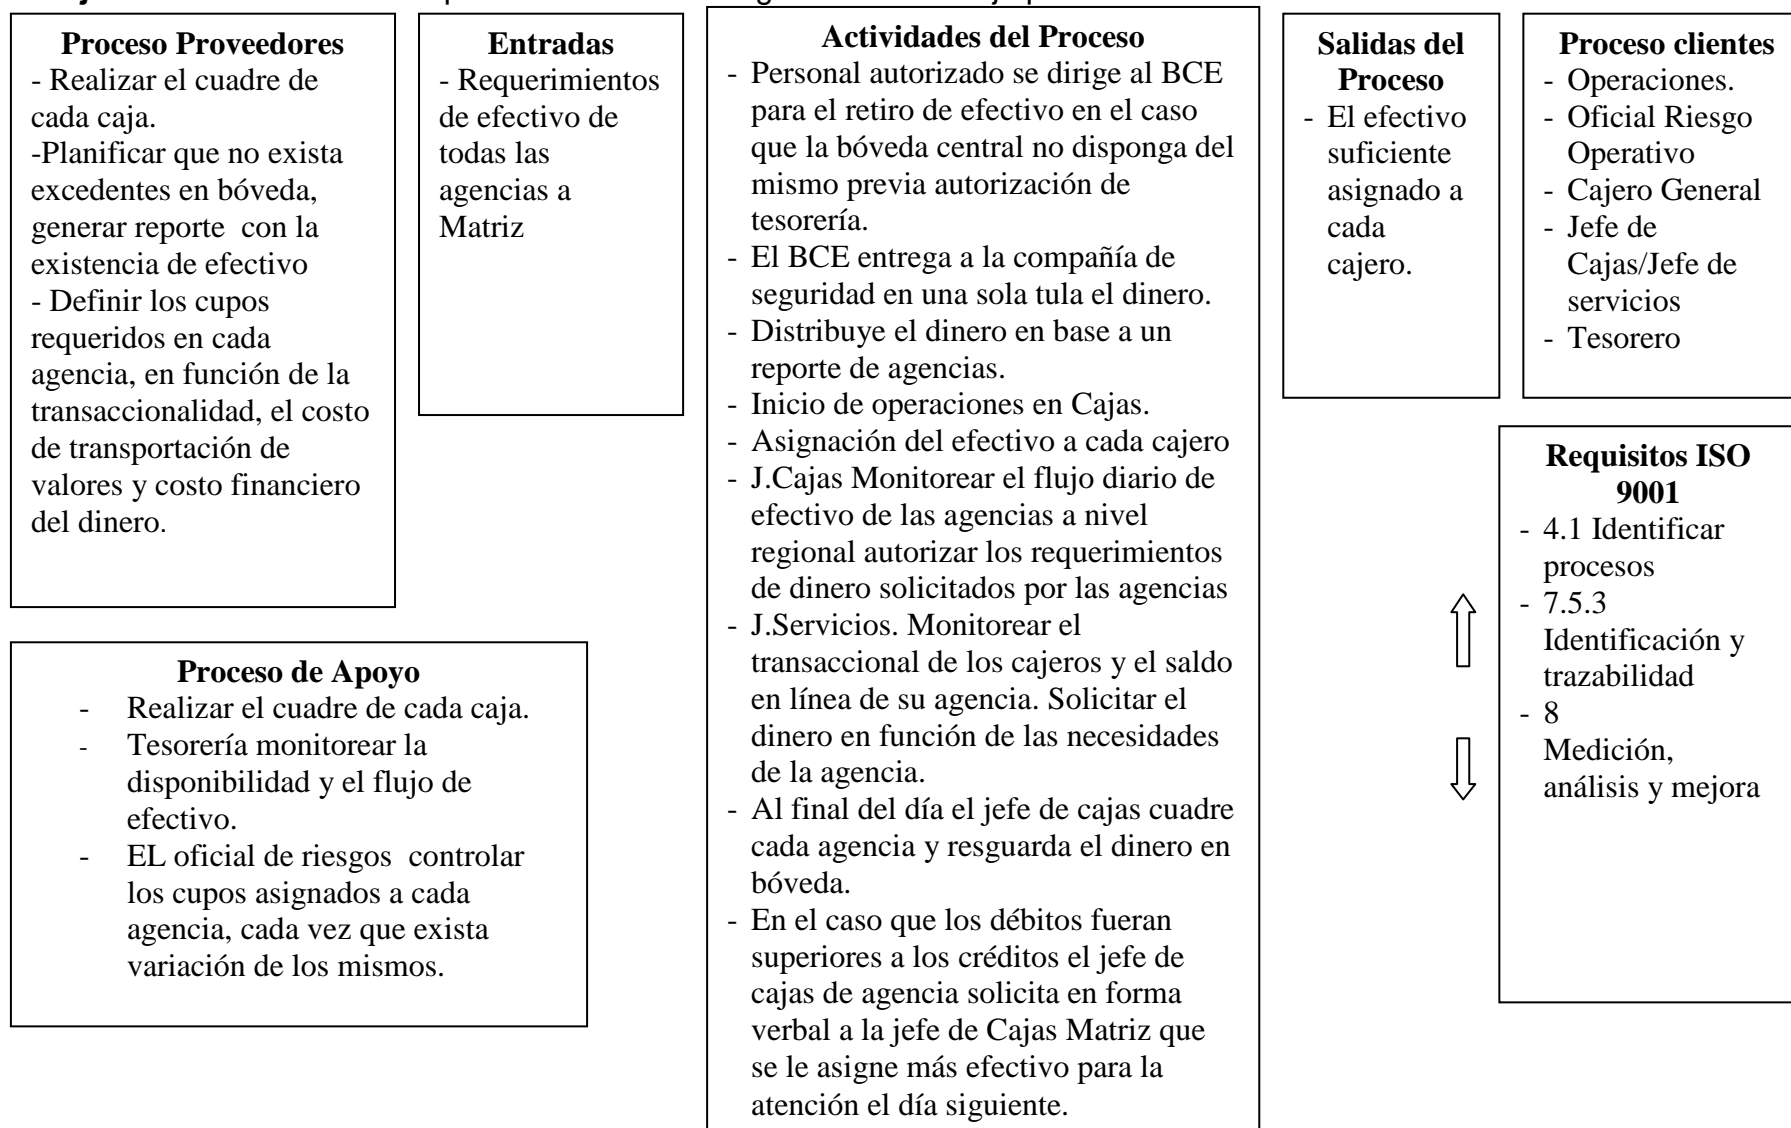 Proceso Proveedores
- Realizar el cuadre de
cada caja.
-Planificar que no exista
excedentes en bóveda,
generar reporte con la
existencia de efectivo
- Definir los cupos
requeridos en cada
agencia, en función de la
transaccionalidad, el costo
de transportación de
valores y costo financiero
del dinero.
Entradas
- Requerimientos
de efectivo de
todas las
agencias a
Matriz
Actividades del Proceso
- Personal autorizado se dirige al BCE
para el retiro de efectivo en el caso
que la bóveda central no disponga del
mismo previa autorización de
tesorería.
- El BCE entrega a la compañía de
seguridad en una sola tula el dinero.
- Distribuye el dinero en base a un
reporte de agencias.
- Inicio de operaciones en Cajas.
- Asignación del efectivo a cada cajero
- J.Cajas Monitorear el flujo diario de
efectivo de las agencias a nivel
regional autorizar los requerimientos
de dinero solicitados por las agencias
- J.Servicios. Monitorear el
transaccional de los cajeros y el saldo
en línea de su agencia. Solicitar el
dinero en función de las necesidades
de la agencia.
- Al final del día el jefe de cajas cuadre
cada agencia y resguarda el dinero en
bóveda.
- En el caso que los débitos fueran
superiores a los créditos el jefe de
cajas de agencia solicita en forma
verbal a la jefe de Cajas Matriz que
se le asigne más efectivo para la
atención el día siguiente.
Salidas del
Proceso
- El efectivo
suficiente
asignado a
cada
cajero.
Proceso clientes
- Operaciones.
- Oficial Riesgo
Operativo
- Cajero General
- Jefe de
Cajas/Jefe de
servicios
- Tesorero
Requisitos ISO
9001
- 4.1 Identificar
procesos
- 7.5.3
Identificación y
trazabilidad
- 8
Medición,
análisis y mejora
Proceso de Apoyo
- Realizar el cuadre de cada caja.
- Tesorería monitorear la
disponibilidad y el flujo de
efectivo.
- EL oficial de riesgos controlar
los cupos asignados a cada
agencia, cada vez que exista
variación de los mismos.